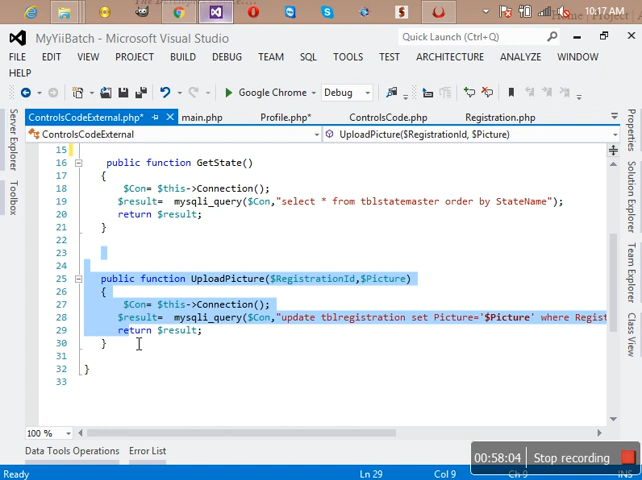 Home | Project | A
10:17 AM
MyYiiBatch - Microsoft Visual Studio
Quick Launch (Ctrl+Q)
FILE EDIT VIEW PROJECT BUILD DEBUG TEAM SQL TOOLS TEST ARCHITECTURE ANALYZE WINDOW
HELP
Google Chrome Debug
ControlsCodeExternal.php* main.php Profile.php* ControlsCode.php Registration.php
ControlsCodeExternal UploadPicture($RegistrationId, $Picture)
15
16 public function GetState()
17 {
18 $Con= $this->Connection();
19 $result= mysqli_query($Con,"select * from tblstatemaster order by StateName");
20 return $result;
21 }
22
23
24
25 public function UploadPicture($RegistrationId,$Picture)
26 {
27 $Con= $this->Connection();
28 $result= mysqli_query($Con,"update tblregistration set Picture='$Picture' where Regist
29 return $result;
30 }
31
32 }
33
Server Explorer
Toolbox
Properties
Solution Explorer
Team Explorer
Class View
100 %
Data Tools Operations Error List
00:58:04 Stop recording
Ready Ln 29 Col 9 Ch 9 INS